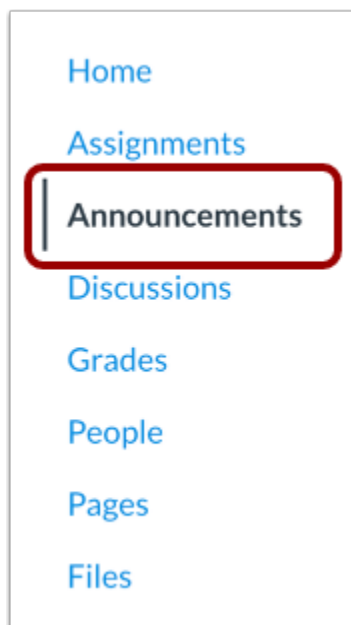 Home
Assignments
Announcements
Discussions
Grades
People
Pages
Files